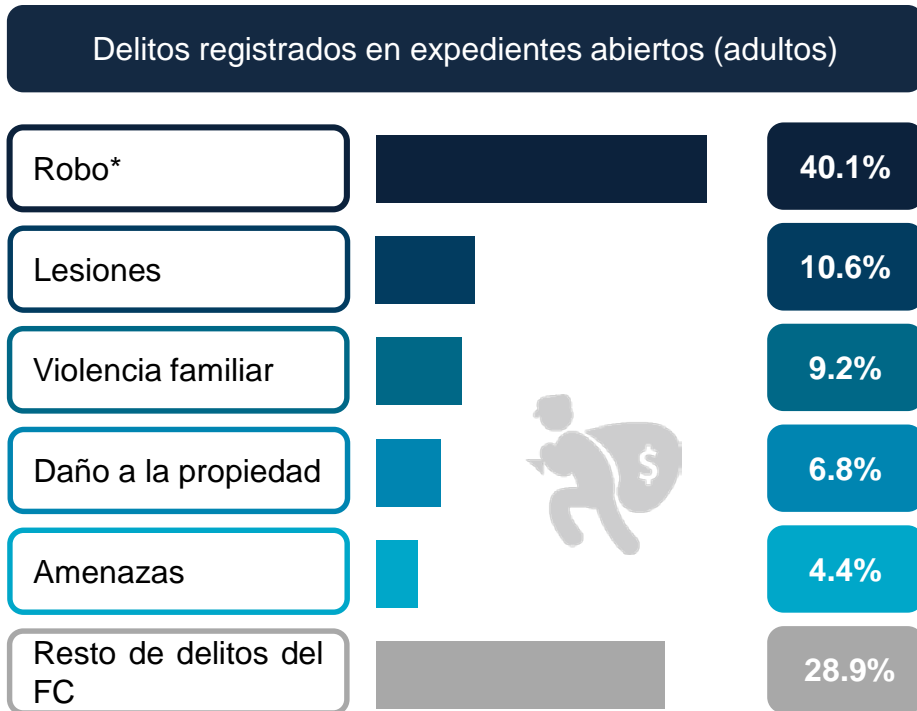 Delitos registrados en expedientes abiertos (adultos)
Robo*
40.1%
Lesiones
10.6%
Violencia familiar
9.2%
$
Daño a la propiedad
6.8%
Amenazas
4.4%
Resto de delitos del
FC
28.9%